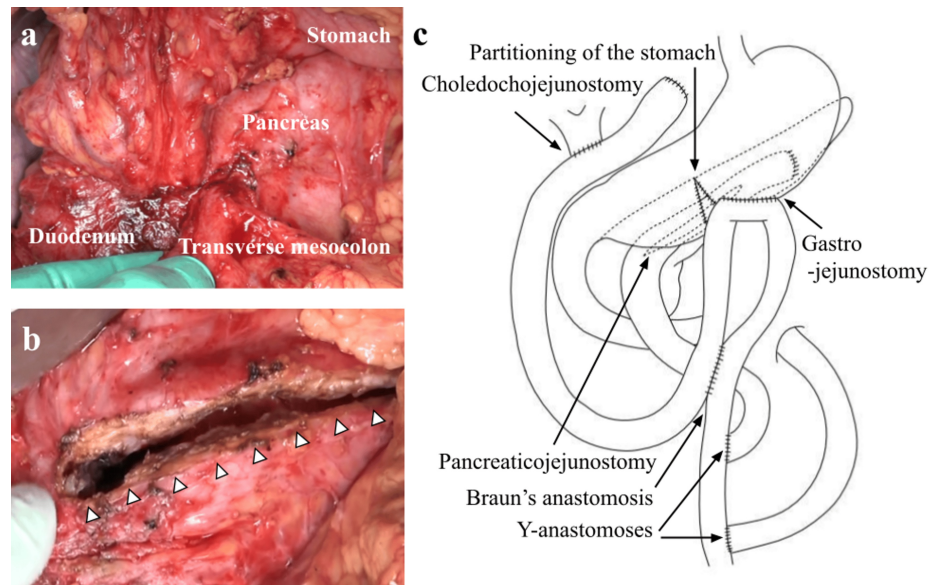 a
Stomach
Pancreas
Duodenum
Transverse mesocolon
b
c
Partitioning of the stomach
Choledochojejunostomy
Gastro
-jejunostomy
Pancreaticojejunostomy
Braun's anastomosis
Y-anastomoses